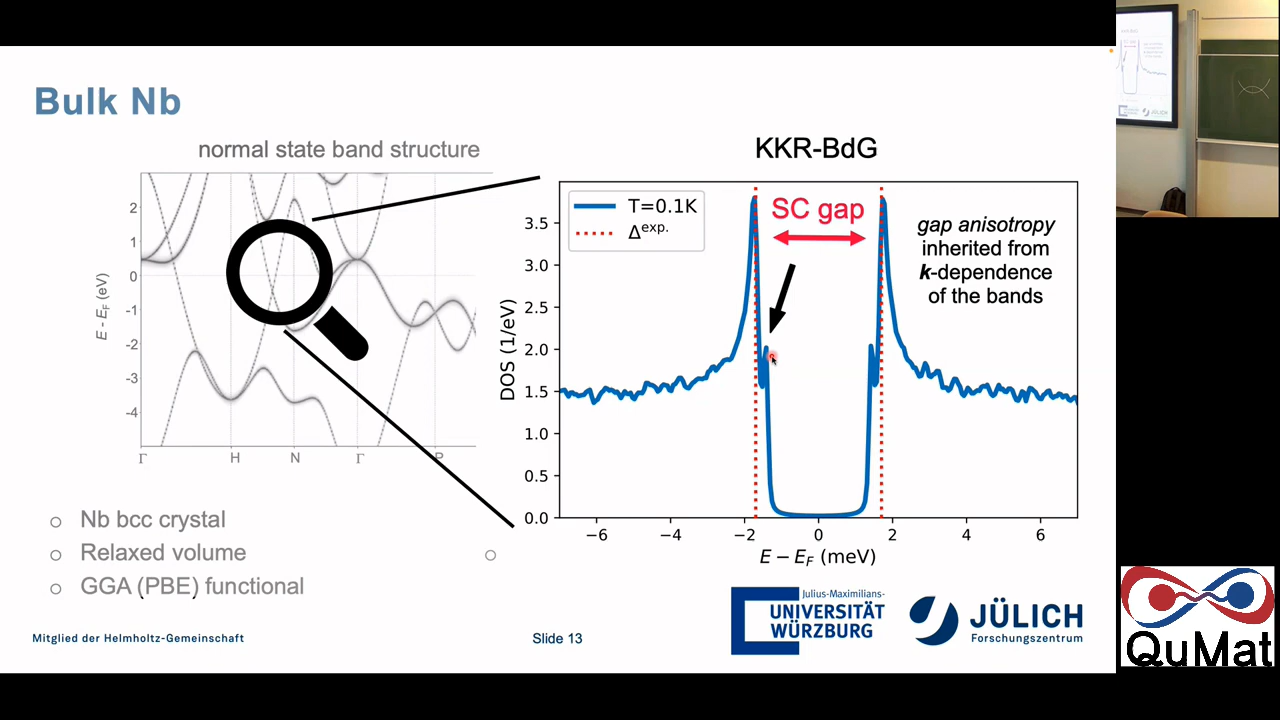 Bulk Nb
normal state band structure
E - E_F (eV)
2
1
0
-1
-2
-3
-4
Γ
H
N
Γ
P
KKR-BdG
T=0.1K
Δexp.
SC gap
gap anisotropy
inherited from
k-dependence
of the bands
DOS (1/eV)
3.5
3.0
2.5
2.0
1.5
1.0
0.5
0.0
−6
−4
−2
0
2
4
6
E − E_F (meV)
Nb bcc crystal
Relaxed volume
GGA (PBE) functional
Mitglied der Helmholtz-Gemeinschaft
Slide 13
Julius-Maximilians-
UNIVERSITÄT
WÜRZBURG
JÜLICH
Forschungszentrum
QuMat